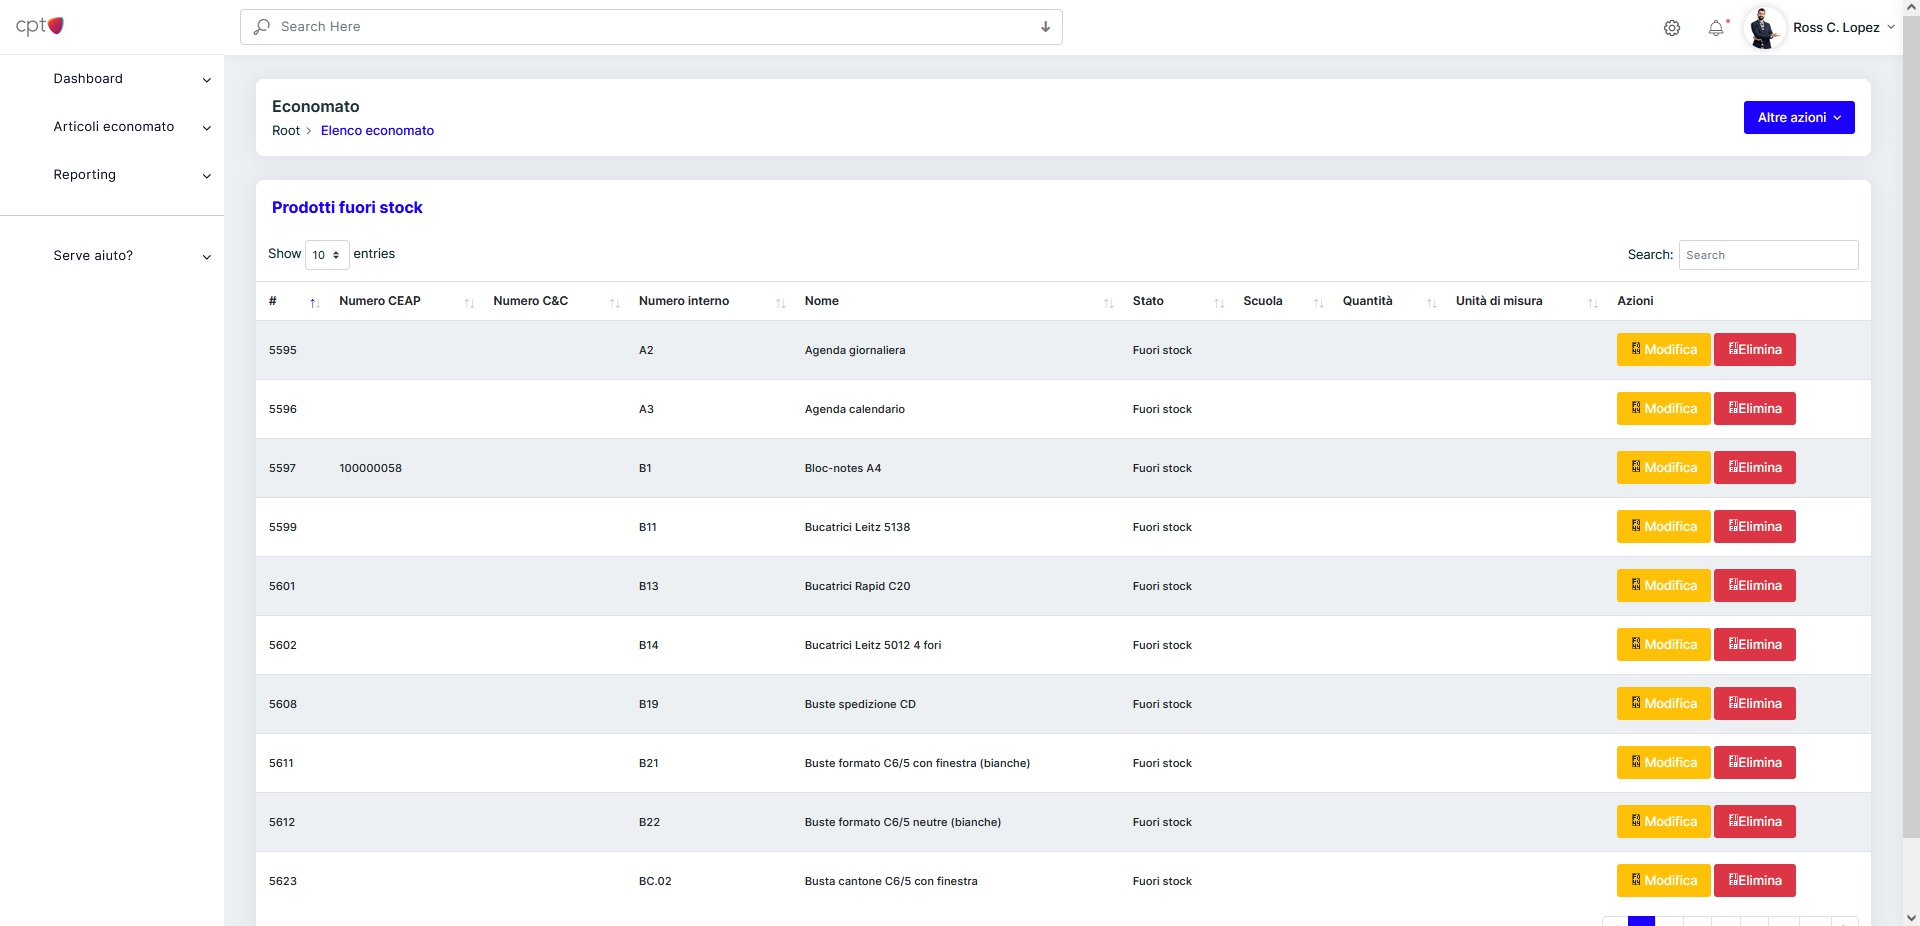 cpt
Search Here
Ross C. Lopez
Dashboard
Articoli economato
Reporting
Serve aiuto?
Economato
Root > Elenco economato
Altre azioni
Prodotti fuori stock
Show 10 entries
Search: Search
# Numero CEAP Numero C&C Numero interno Nome Stato Scuola Quantità Unità di misura Azioni
5595 A2 Agenda giornaliera Fuori stock Modifica Elimina
5596 A3 Agenda calendario Fuori stock Modifica Elimina
5597 100000058 B1 Bloc-notes A4 Fuori stock Modifica Elimina
5599 B11 Bucatrici Leitz 5138 Fuori stock Modifica Elimina
5601 B13 Bucatrici Rapid C20 Fuori stock Modifica Elimina
5602 B14 Bucatrici Leitz 5012 4 fori Fuori stock Modifica Elimina
5608 B19 Buste spedizione CD Fuori stock Modifica Elimina
5611 B21 Buste formato C6/5 con finestra (bianche) Fuori stock Modifica Elimina
5612 B22 Buste formato C6/5 neutre (bianche) Fuori stock Modifica Elimina
5623 BC.02 Busta cantone C6/5 con finestra Fuori stock Modifica Elimina